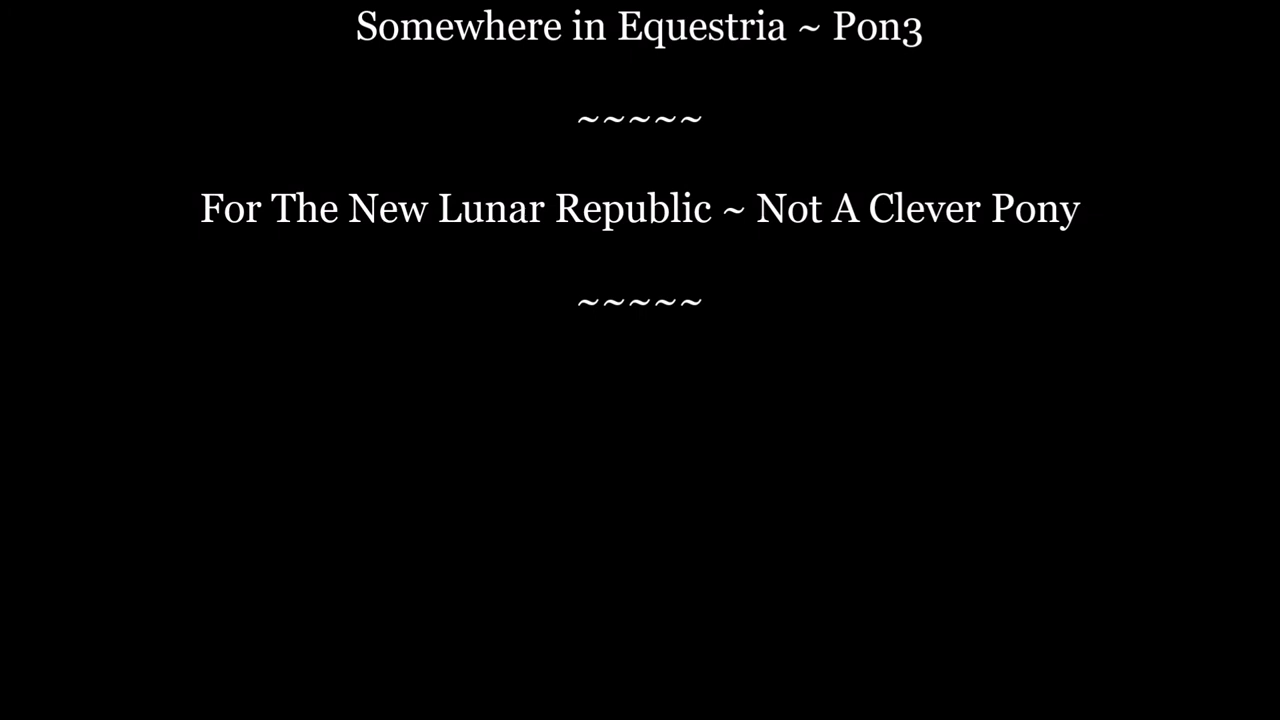 Somewhere in Equestria ~ Pon3
~~~~~
For The New Lunar Republic ~ Not A Clever Pony
~~~~~